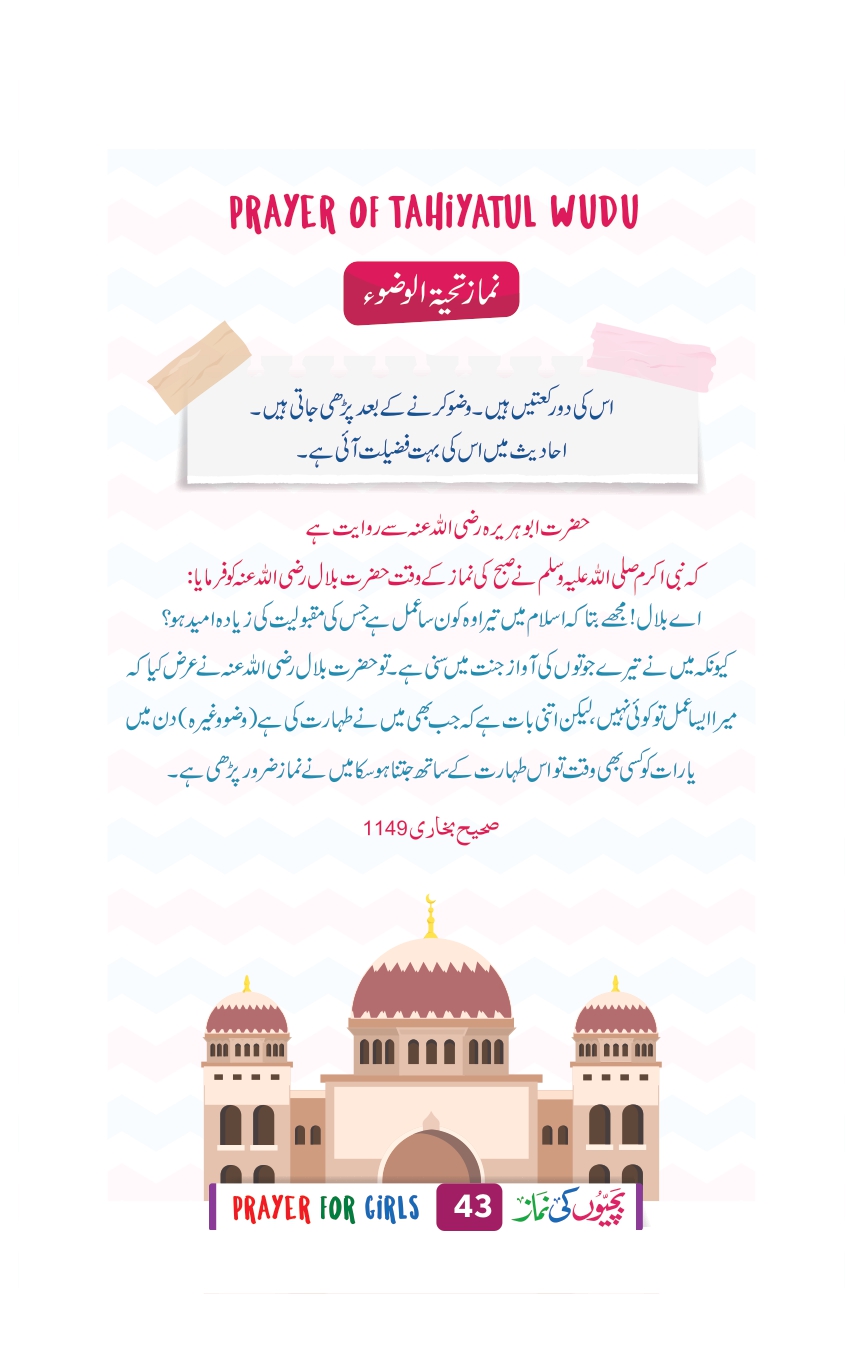 PRAYER OF TAHiYATUL WUDU
نماز تحیۃ الوضوء
اس کی دو رکعتیں ہیں۔ وضو کرنے کے بعد پڑھی جاتی ہیں۔
احادیث میں اس کی بہت فضیلت آئی ہے۔
حضرت ابو ہریرہ رضی اللہ عنہ سے روایت ہے
کہ نبی اکرم صلی اللہ علیہ وسلم نے صبح کی نماز کے وقت حضرت بلال رضی اللہ عنہ کو فرمایا:
اے بلال! مجھے بتا کہ اسلام میں تیرا وہ کون سا عمل ہے جس کی مقبولیت کی زیادہ امید ہو؟
کیونکہ میں نے تیرے جوتوں کی آواز جنت میں سنی ہے۔ تو حضرت بلال رضی اللہ عنہ نے عرض کیا کہ
میرا ایسا عمل تو کوئی نہیں، لیکن اتنی بات ہے کہ جب بھی میں نے طہارت کی ہے (وضو وغیرہ) دن میں
یا رات کو کسی بھی وقت تو اس طہارت کے ساتھ جتنا ہو سکا میں نے نماز ضرور پڑھی ہے۔
صحیح بخاری 1149
PRAYER FOR GiRLS 43 بَچیّوں کی نَماز